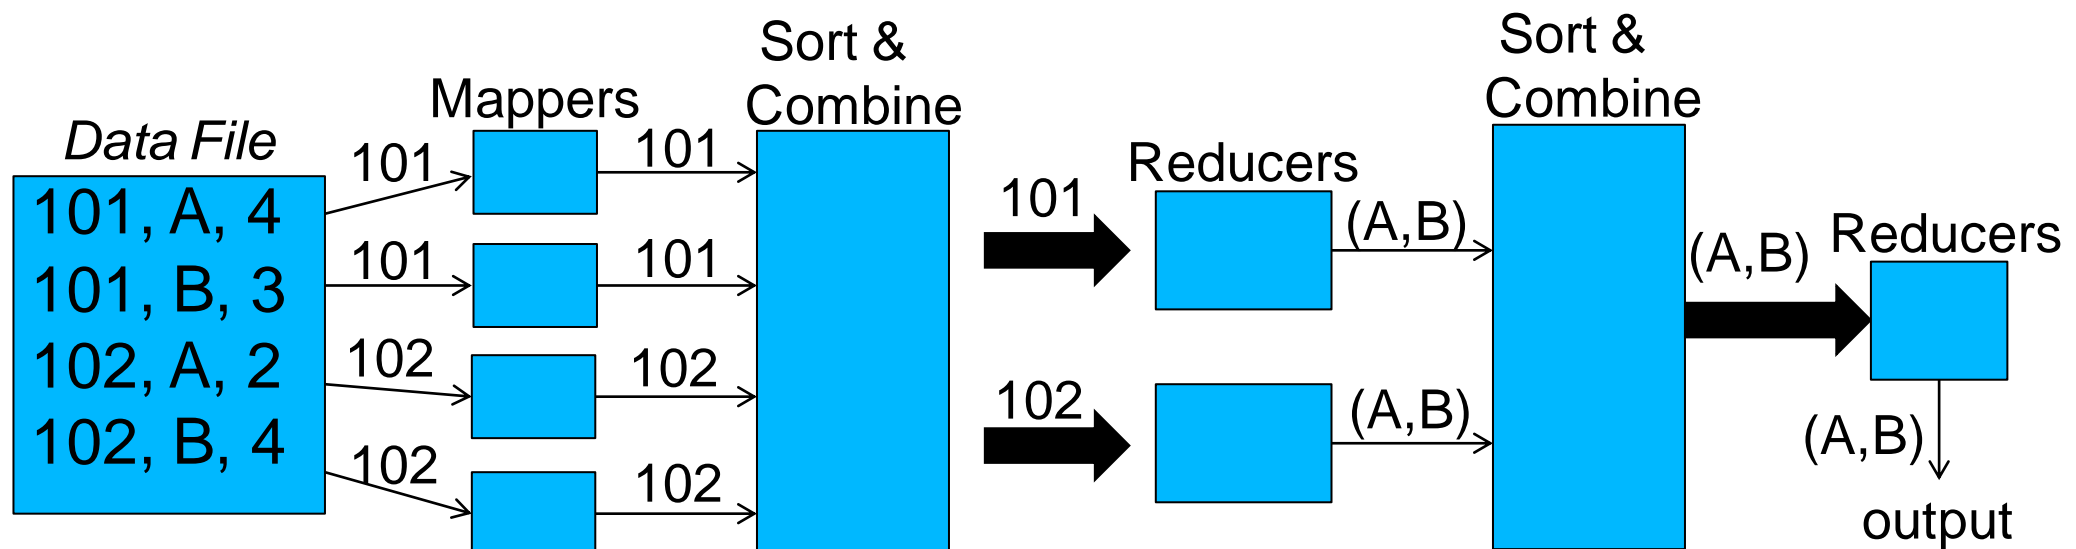 Data File
101, A, 4
101, B, 3
102, A, 2
102, B, 4
101
101
102
102
Mappers
101
101
102
102
Sort &
Combine
101
102
Reducers
(A,B)
(A,B)
Sort &
Combine
(A,B)
Reducers
(A,B)
output